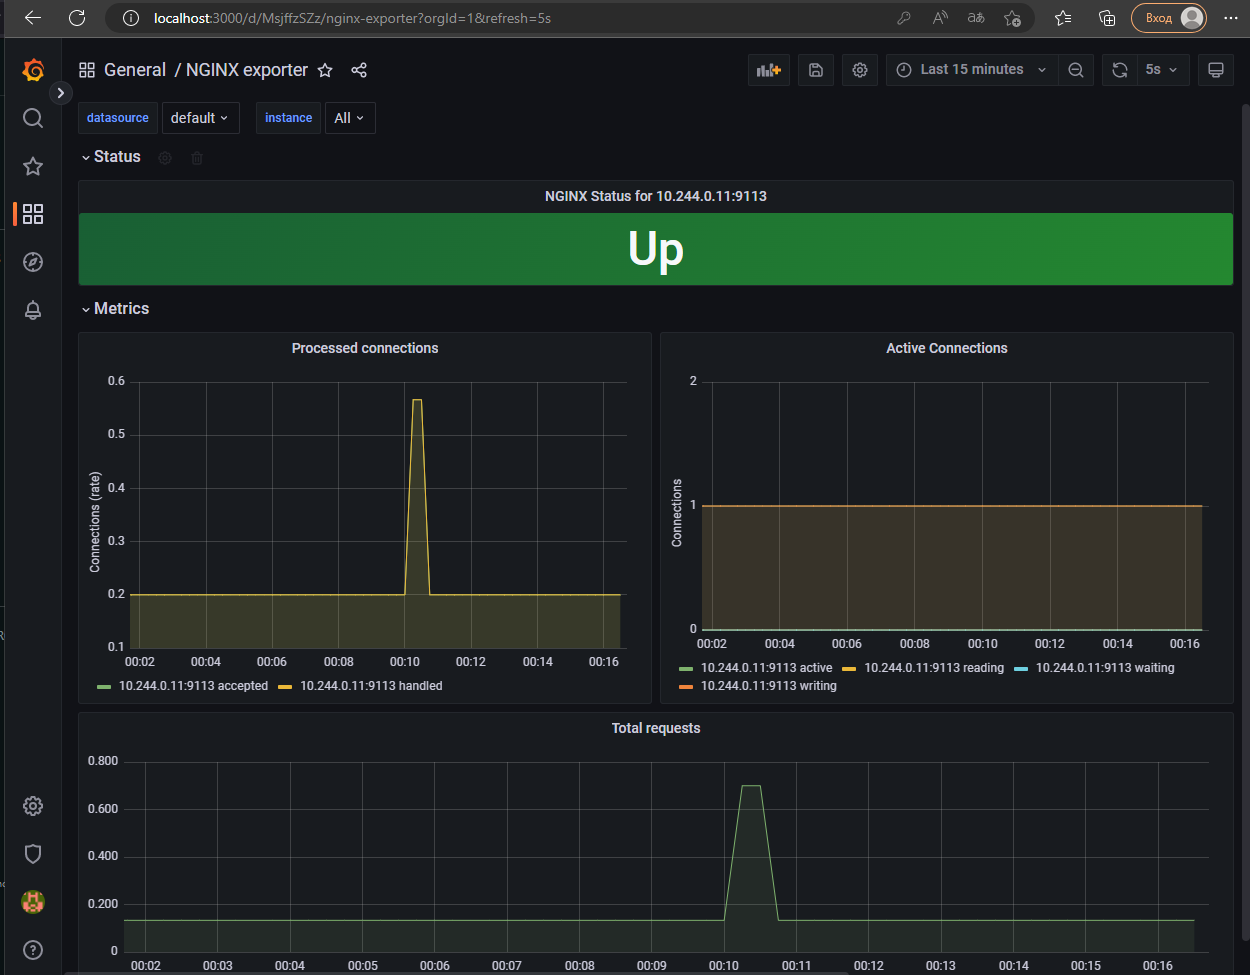 localhost:3000/d/MsjffzSZz/nginx-exporter?orgId=1&refresh=5s
Вход
General / NGINX exporter
Last 15 minutes
5s
datasource default instance All
Status
NGINX Status for 10.244.0.11:9113
Up
Metrics
Processed connections
0.6
0.5
0.4
0.3
0.2
0.1
Connections (rate)
00:02 00:04 00:06 00:08 00:10 00:12 00:14 00:16
10.244.0.11:9113 accepted 10.244.0.11:9113 handled
Active Connections
2
1
0
Connections
00:02 00:04 00:06 00:08 00:10 00:12 00:14 00:16
10.244.0.11:9113 active 10.244.0.11:9113 reading 10.244.0.11:9113 waiting
10.244.0.11:9113 writing
Total requests
0.800
0.600
0.400
0.200
0
00:02 00:03 00:04 00:05 00:06 00:07 00:08 00:09 00:10 00:11 00:12 00:13 00:14 00:15 00:16